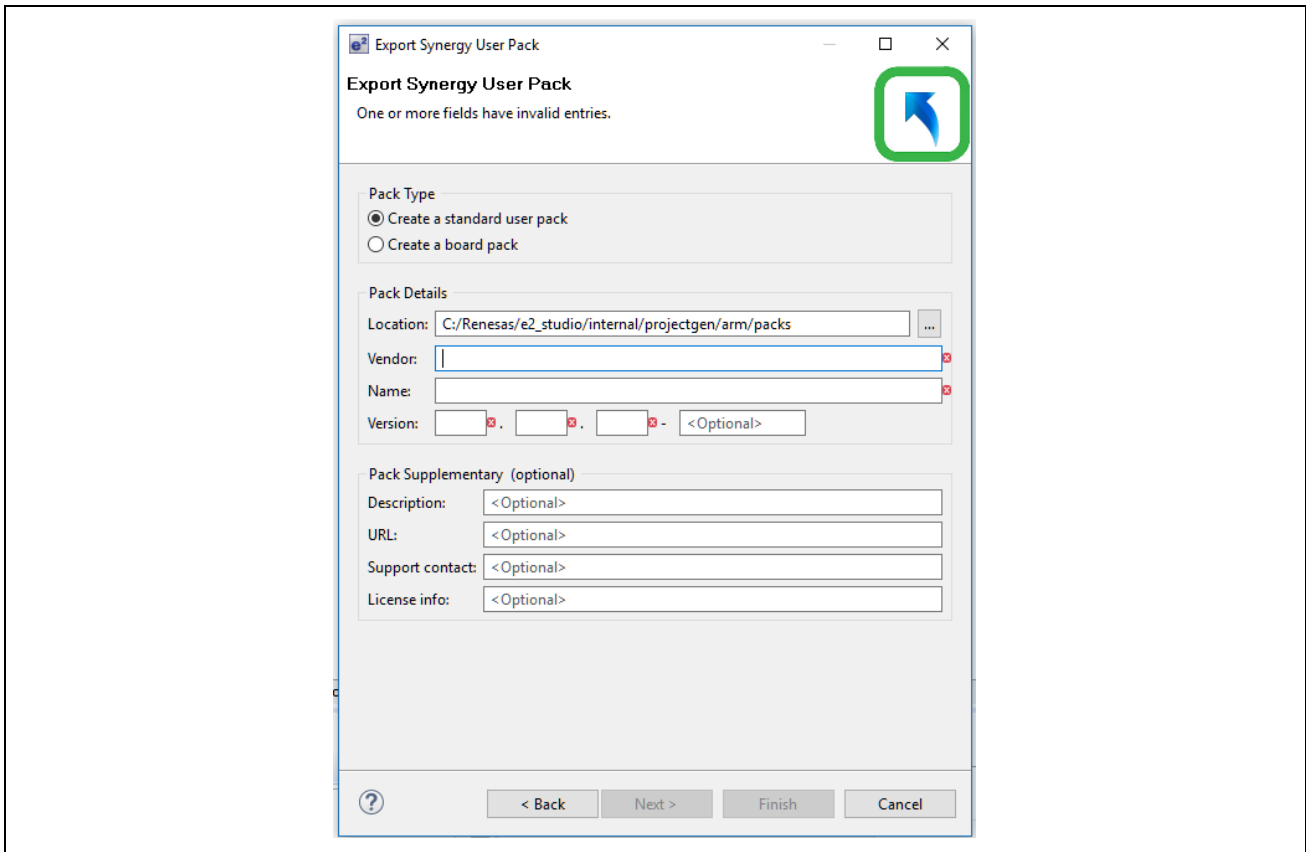 e² Export Synergy User Pack
Export Synergy User Pack
One or more fields have invalid entries.
Pack Type
Create a standard user pack
Create a board pack
Pack Details
Location: C:/Renesas/e2_studio/internal/projectgen/arm/packs ...
Vendor:
Name:
Version: . . - <Optional>
Pack Supplementary (optional)
Description: <Optional>
URL: <Optional>
Support contact: <Optional>
License info: <Optional>
? < Back Next > Finish Cancel